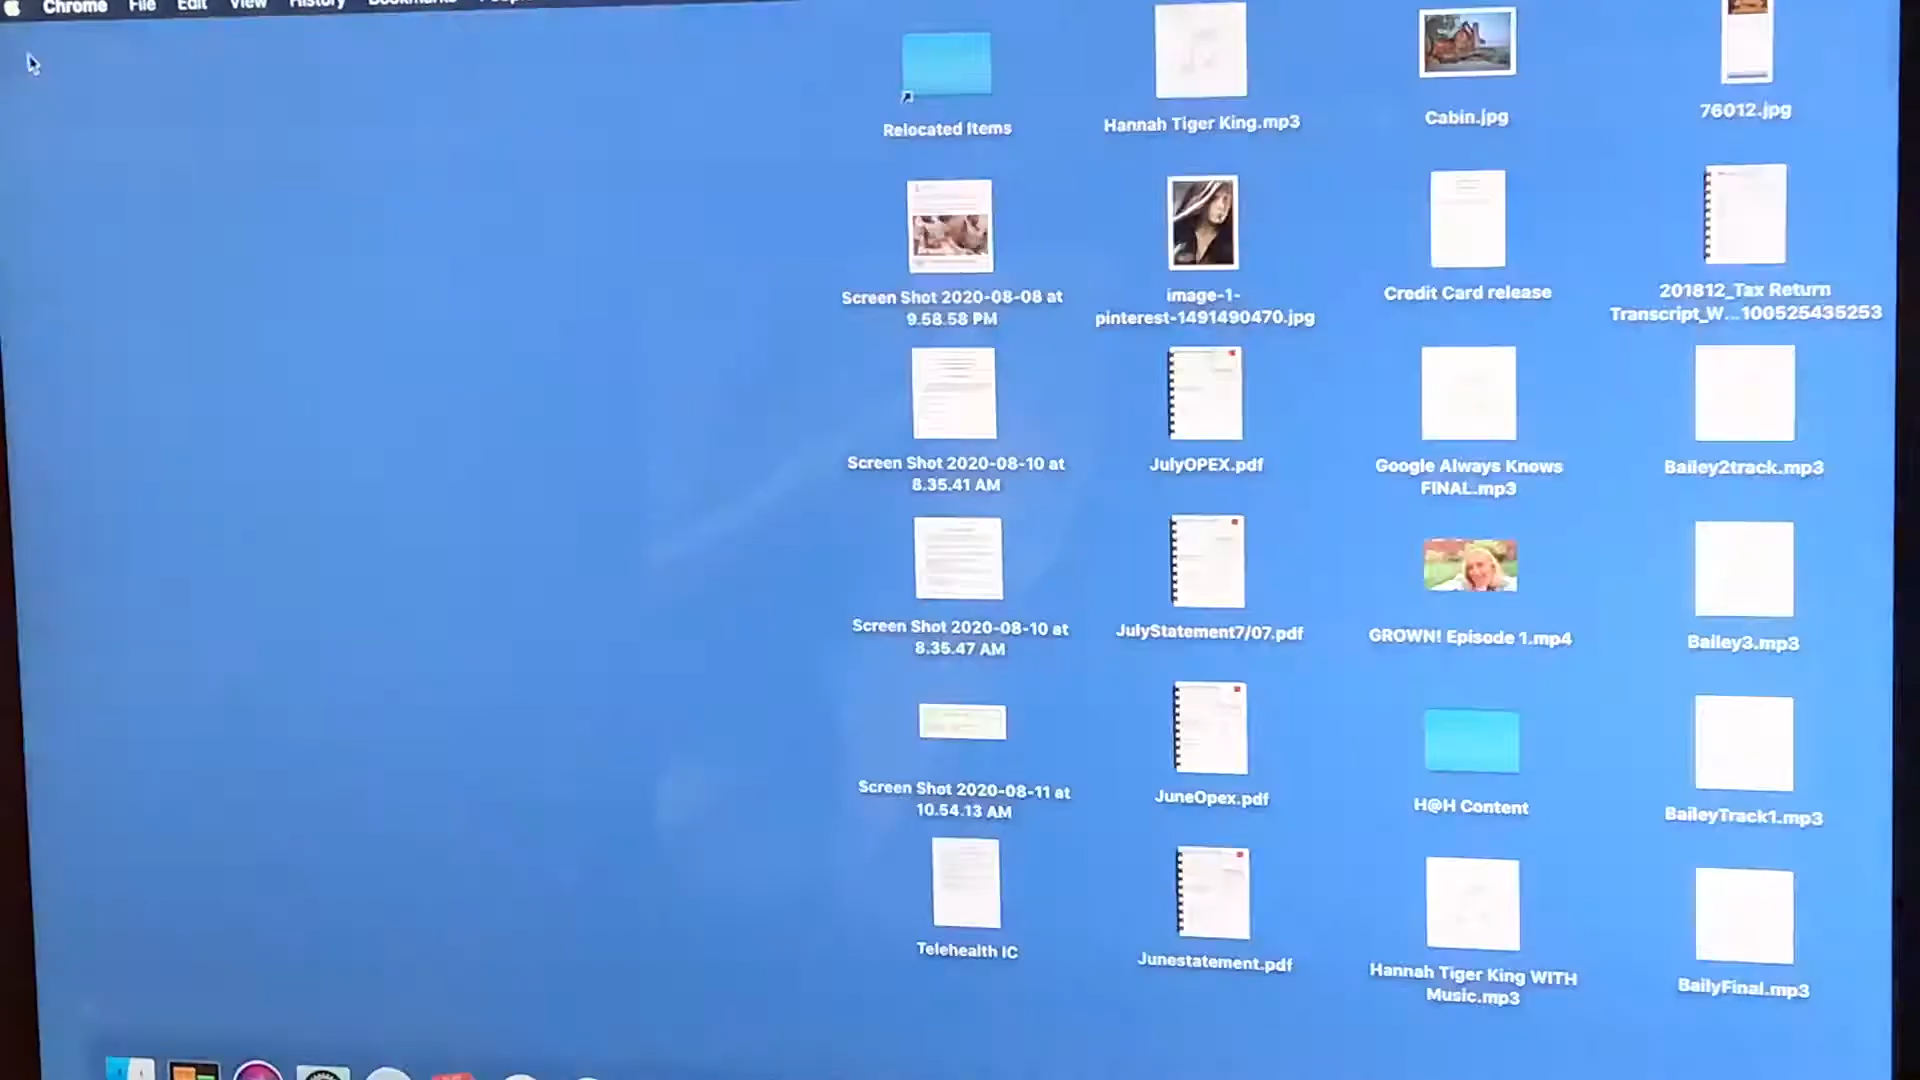 Chrome File Edit View History Bookmarks
Relocated Items
Hannah Tiger King.mp3
Cabin.jpg
76012.jpg
Screen Shot 2020-08-08 at
9.58.58 PM
image-1-
pinterest-1491490470.jpg
Credit Card release
201812_Tax Return
Transcript_W...100525435253
Screen Shot 2020-08-10 at
8.35.41 AM
JulyOPEX.pdf
Google Always Knows
FINAL.mp3
Bailey2track.mp3
Screen Shot 2020-08-10 at
8.35.47 AM
JulyStatement7/07.pdf
GROWN! Episode 1.mp4
Bailey3.mp3
Screen Shot 2020-08-11 at
10.54.13 AM
JuneOpex.pdf
H@H Content
BaileyTrack1.mp3
Telehealth IC
Junestatement.pdf
Hannah Tiger King WITH
Music.mp3
BailyFinal.mp3